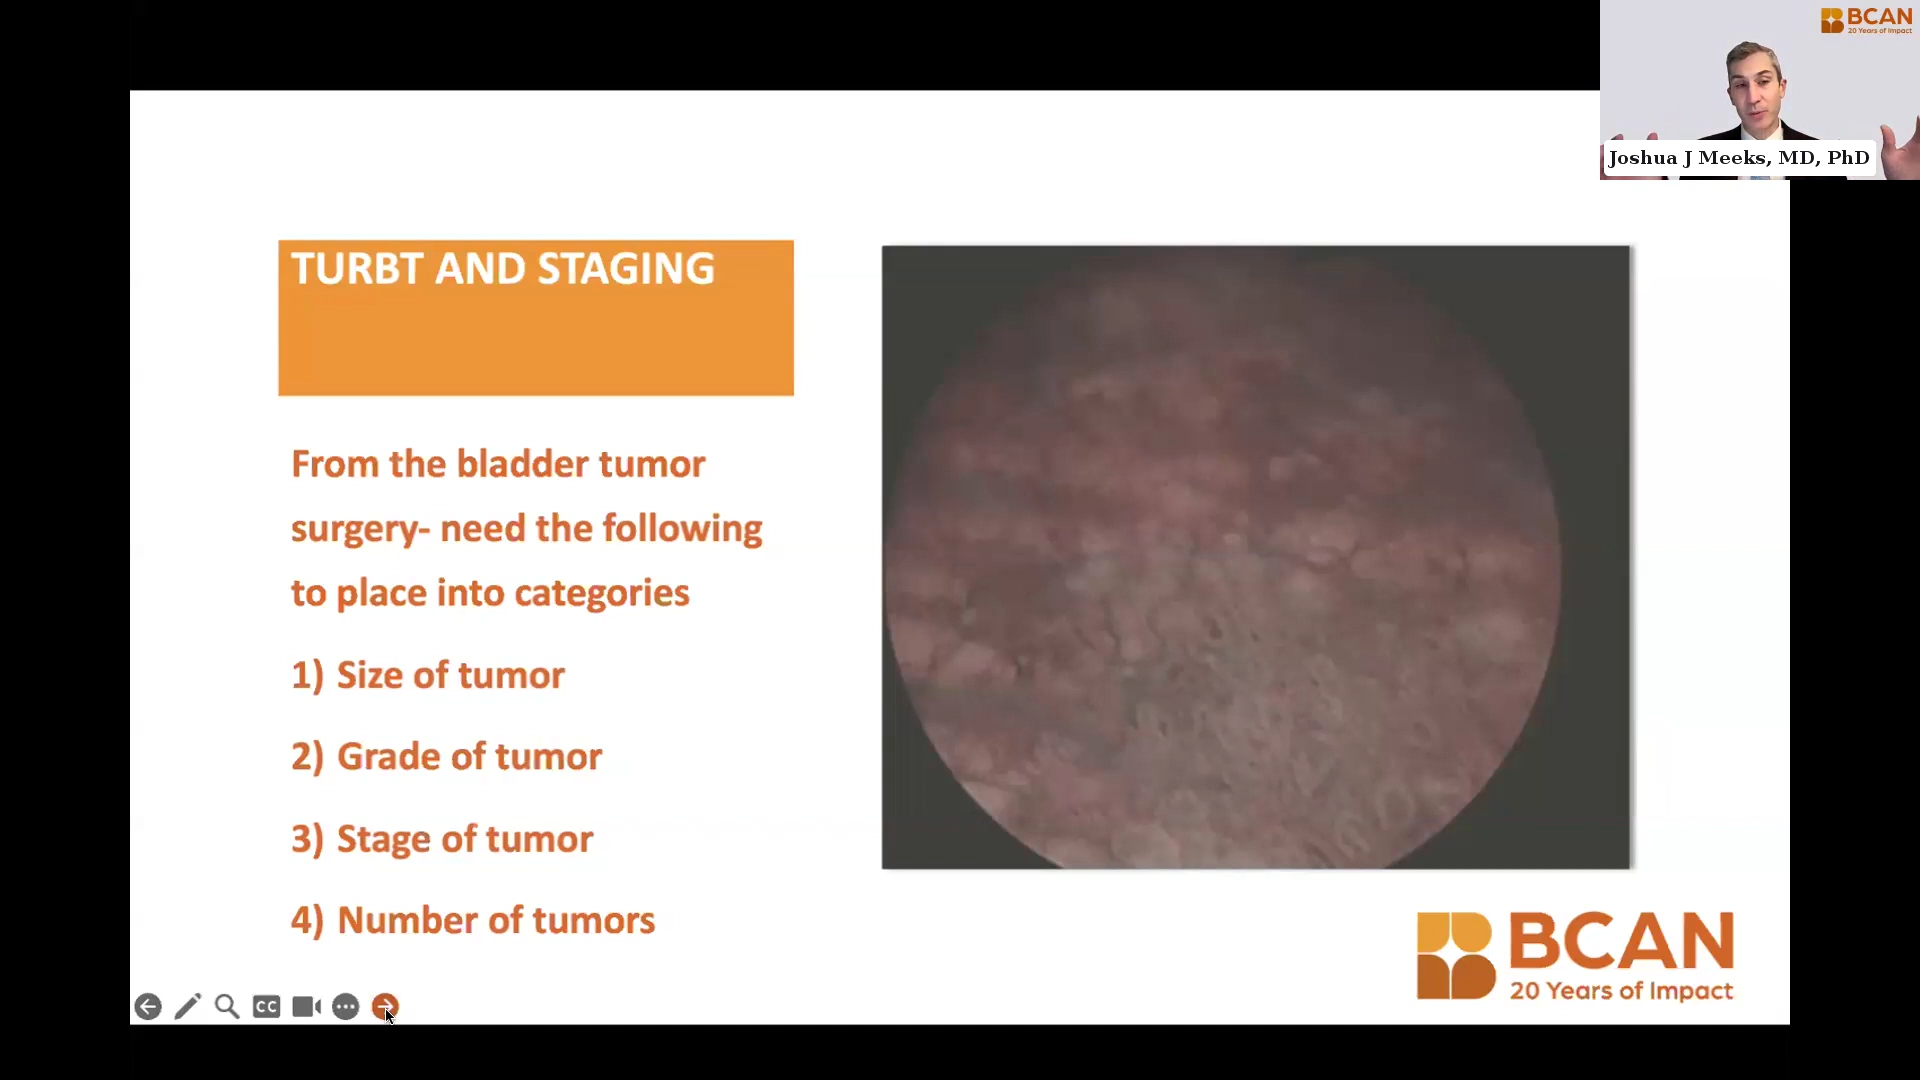 BCAN
20 Years of Impact
Joshua J Meeks, MD, PhD
TURBT AND STAGING
From the bladder tumor
surgery- need the following
to place into categories
1) Size of tumor
2) Grade of tumor
3) Stage of tumor
4) Number of tumors
BCAN
20 Years of Impact
CC